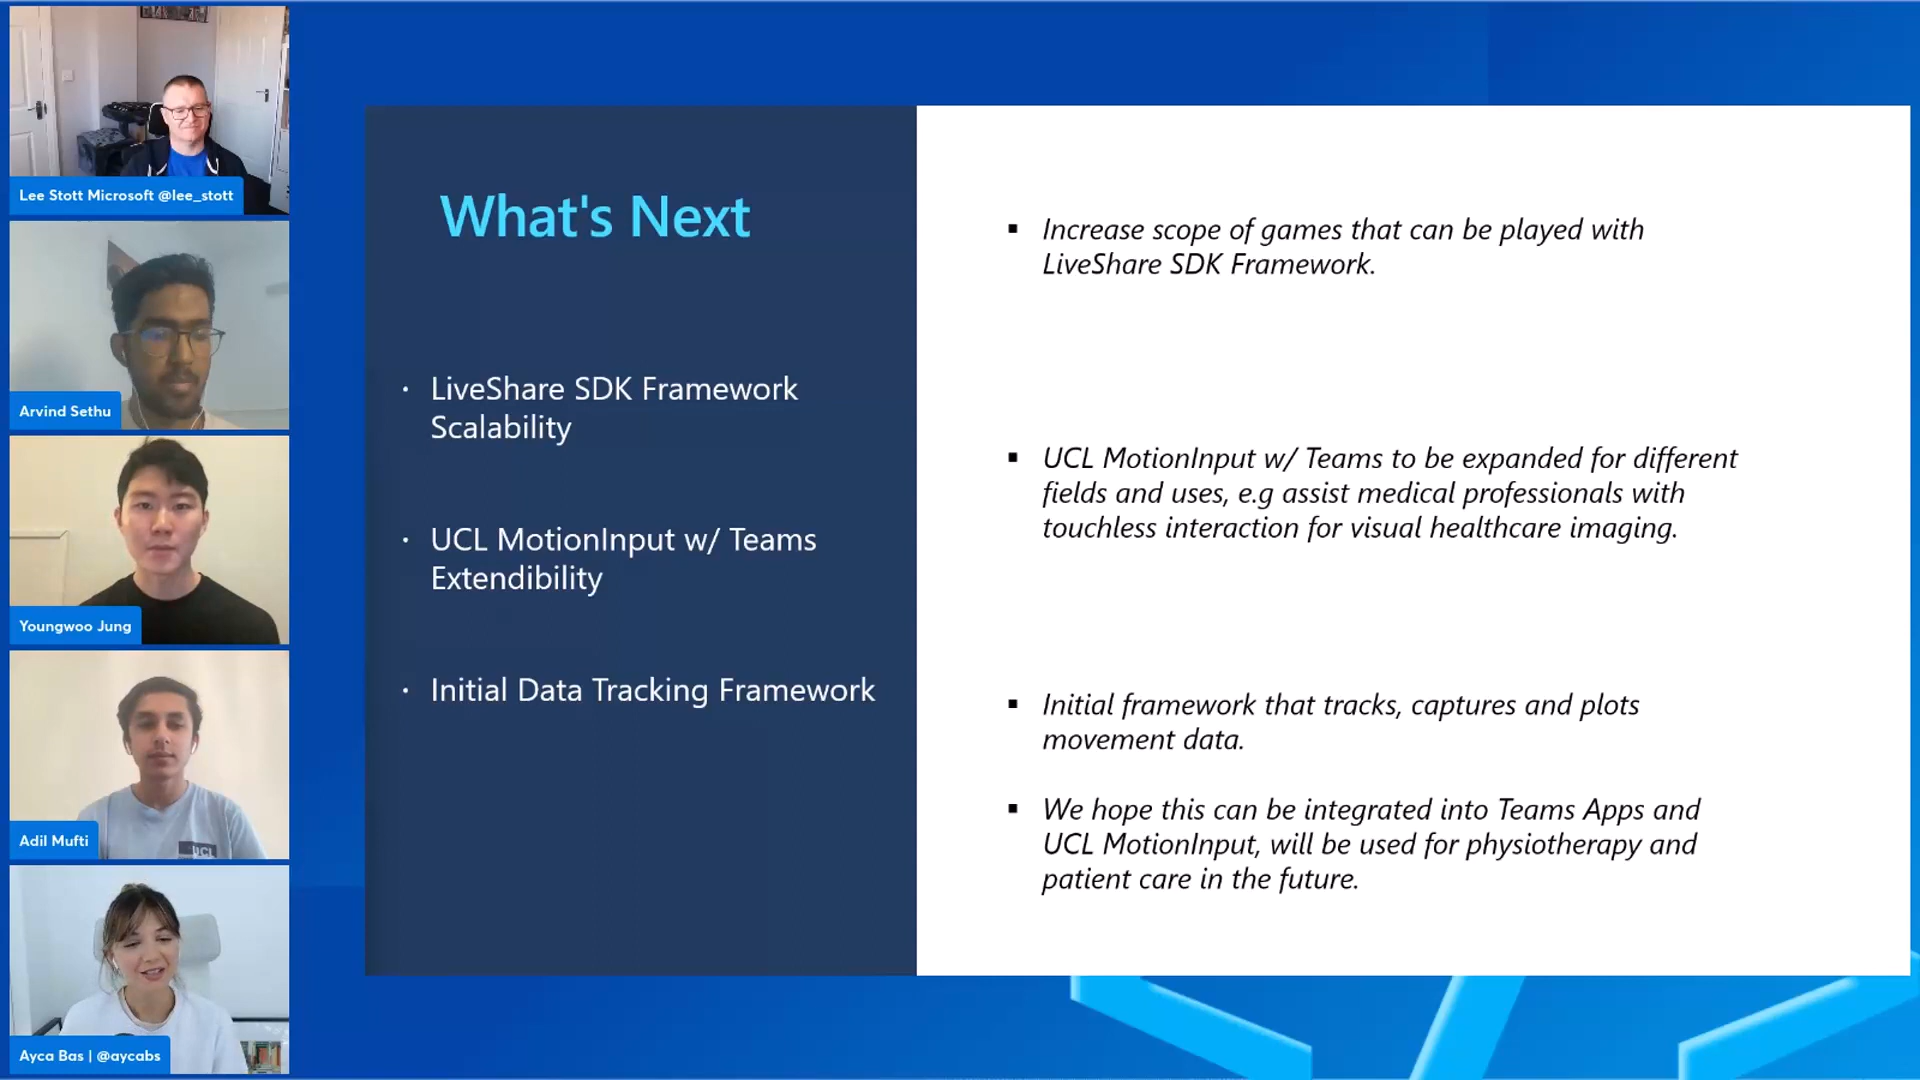 Lee Stott Microsoft @lee_stott
Arvind Sethu
Youngwoo Jung
UCL
Adil Mufti
Ayca Bas | @aycabs
What's Next
· LiveShare SDK Framework
Scalability
· UCL MotionInput w/ Teams
Extendibility
· Initial Data Tracking Framework
▪ Increase scope of games that can be played with
LiveShare SDK Framework.
▪ UCL MotionInput w/ Teams to be expanded for different
fields and uses, e.g assist medical professionals with
touchless interaction for visual healthcare imaging.
▪ Initial framework that tracks, captures and plots
movement data.
▪ We hope this can be integrated into Teams Apps and
UCL MotionInput, will be used for physiotherapy and
patient care in the future.